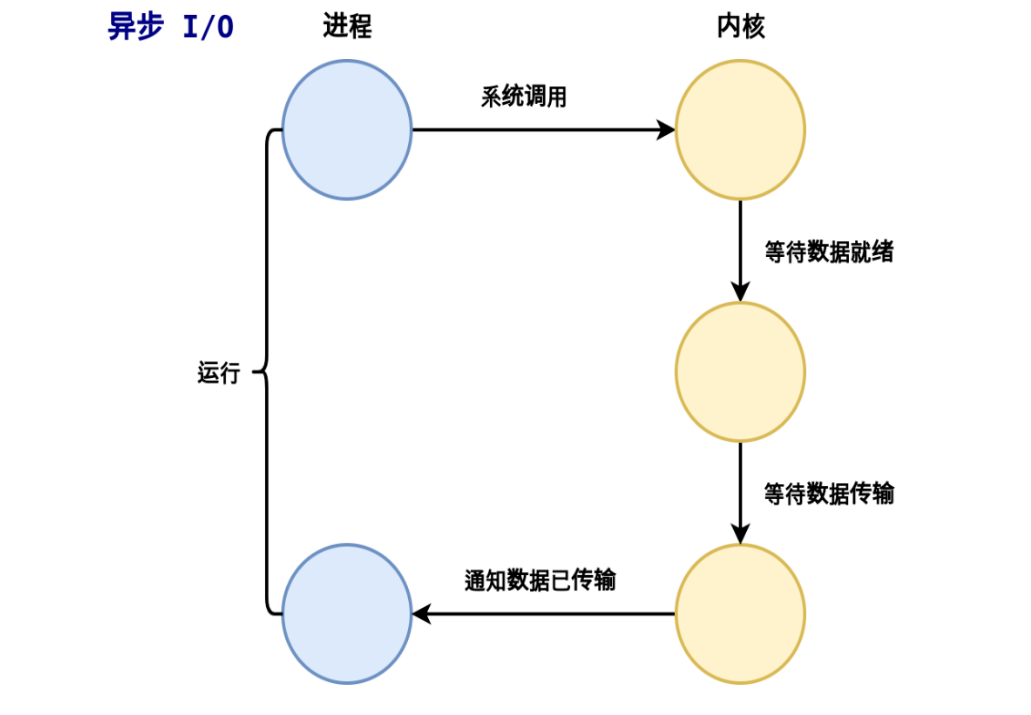 异步 I/O
进程
内核
系统调用
等待数据就绪
运行
等待数据传输
通知数据已传输